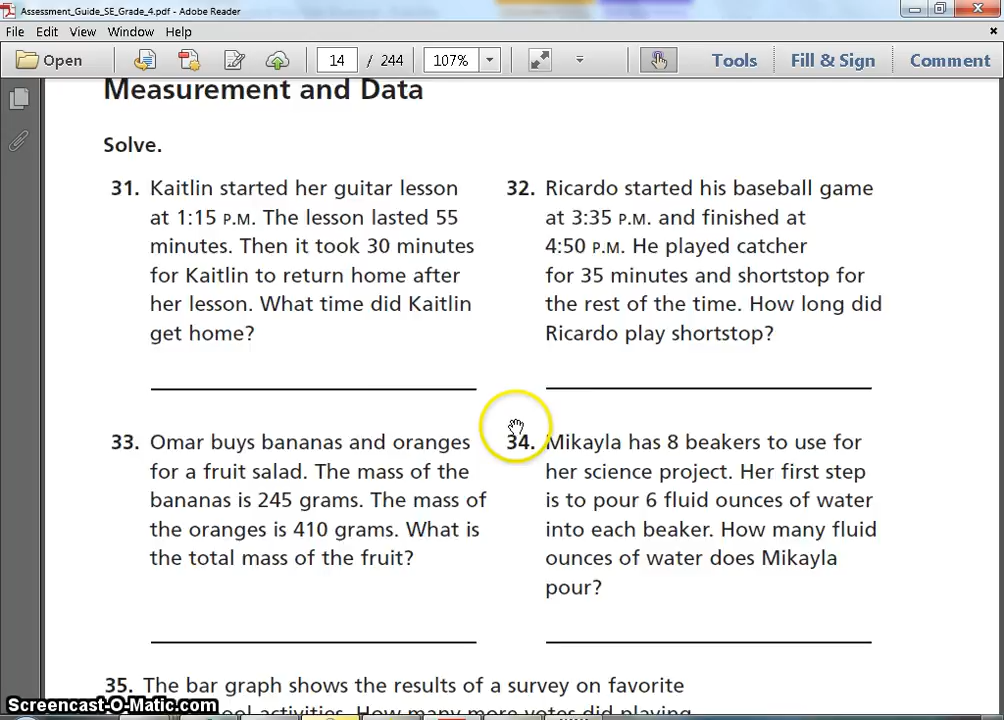 Assessment_Guide_SE_Grade_4.pdf - Adobe Reader
File Edit View Window Help
Open 14 / 244 107% Tools Fill & Sign Comment
Measurement and Data
Solve.
31. Kaitlin started her guitar lesson
at 1:15 P.M. The lesson lasted 55
minutes. Then it took 30 minutes
for Kaitlin to return home after
her lesson. What time did Kaitlin
get home?
32. Ricardo started his baseball game
at 3:35 P.M. and finished at
4:50 P.M. He played catcher
for 35 minutes and shortstop for
the rest of the time. How long did
Ricardo play shortstop?
33. Omar buys bananas and oranges
for a fruit salad. The mass of the
bananas is 245 grams. The mass of
the oranges is 410 grams. What is
the total mass of the fruit?
34. Mikayla has 8 beakers to use for
her science project. Her first step
is to pour 6 fluid ounces of water
into each beaker. How many fluid
ounces of water does Mikayla
pour?
35. The bar graph shows the results of a survey on favorite
activities. How many more votes did playing
Screencast-O-Matic.com